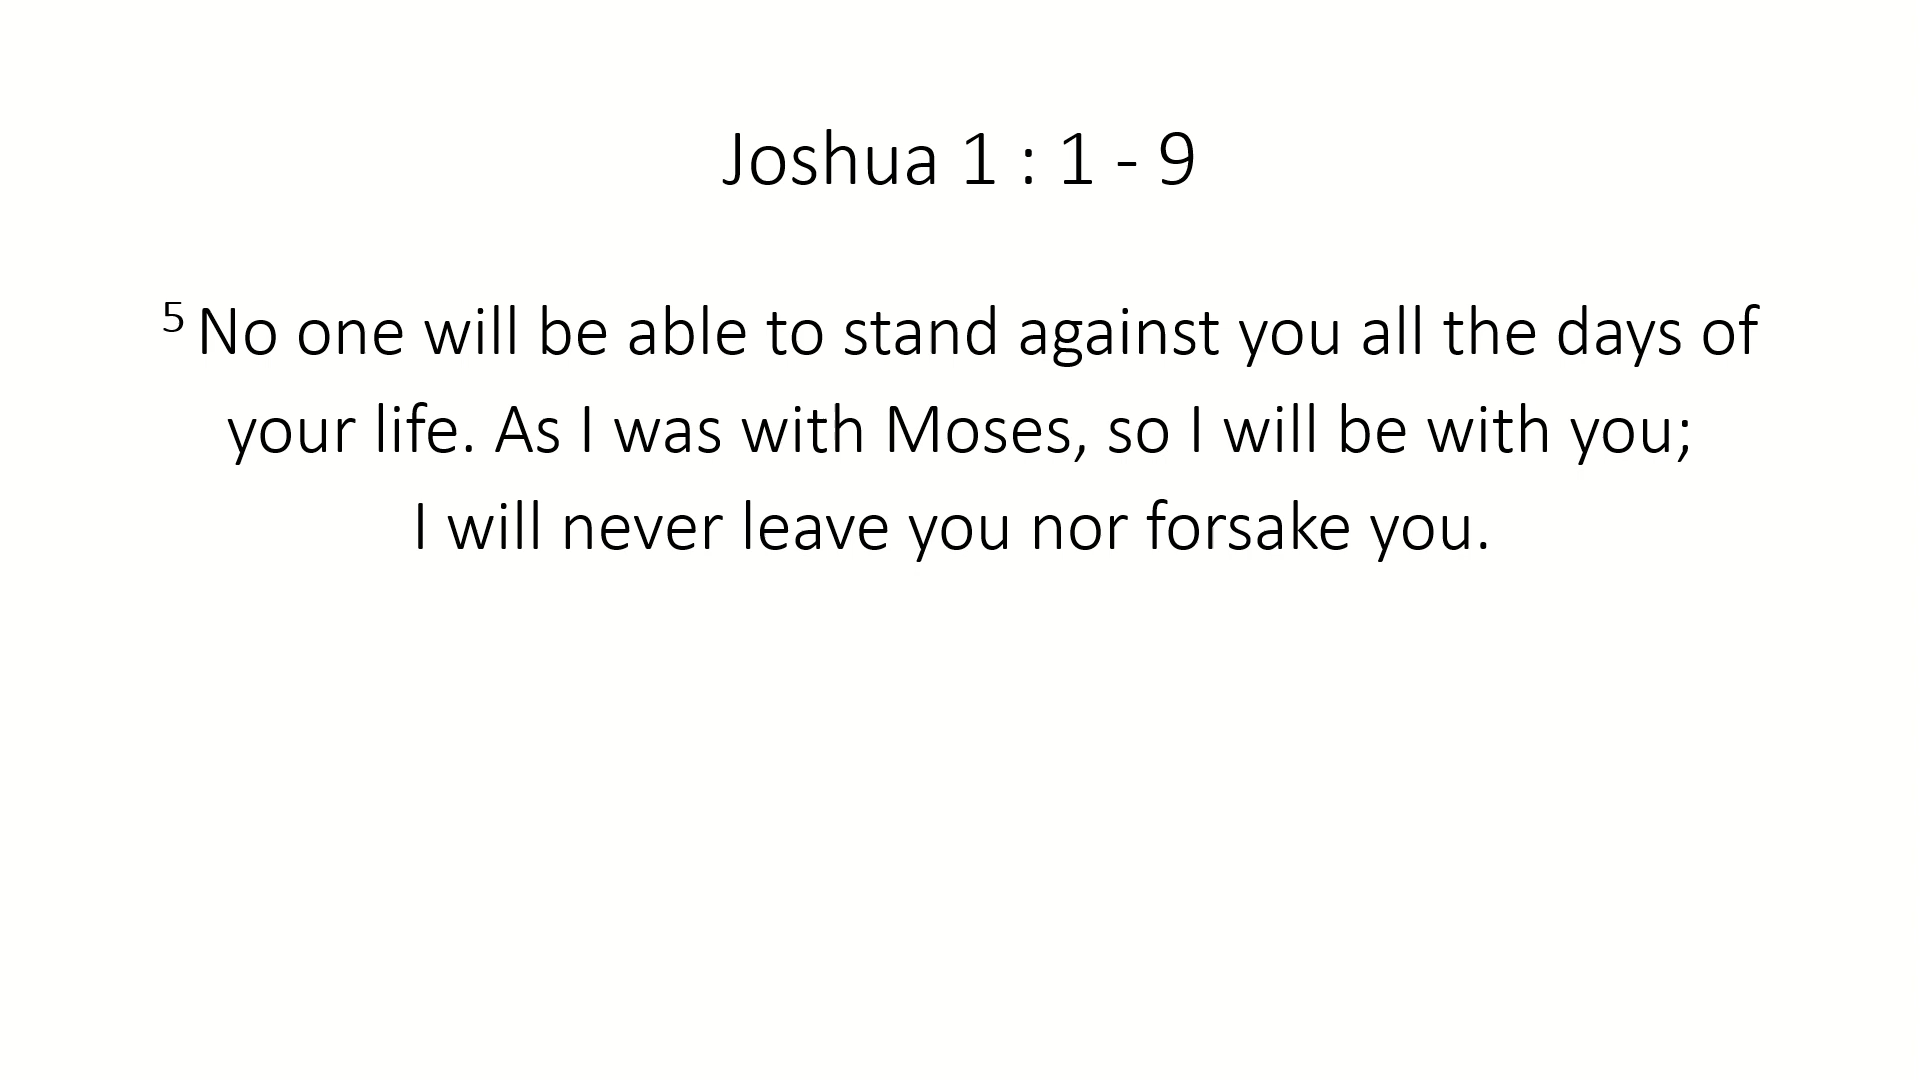 Joshua 1 : 1 - 9
5 No one will be able to stand against you all the days of
your life. As I was with Moses, so I will be with you;
I will never leave you nor forsake you.